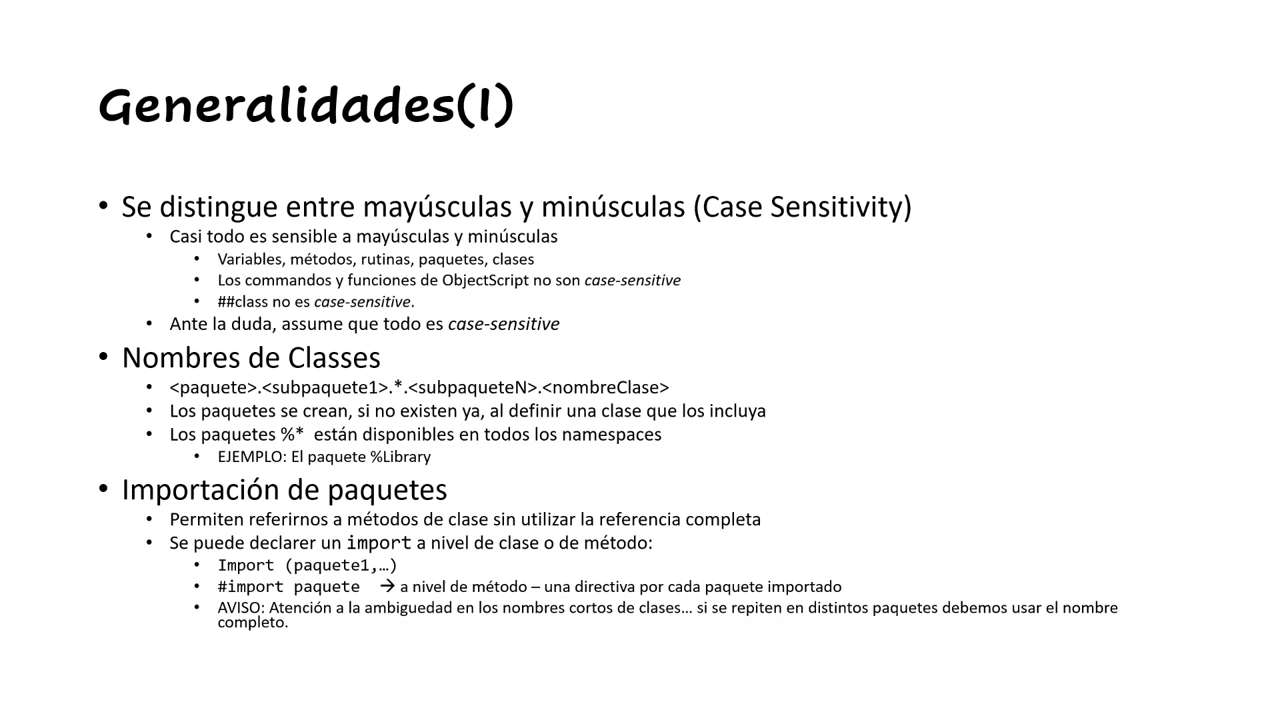 Generalidades(I)
• Se distingue entre mayúsculas y minúsculas (Case Sensitivity)
• Casi todo es sensible a mayúsculas y minúsculas
• Variables, métodos, rutinas, paquetes, clases
• Los commandos y funciones de ObjectScript no son case-sensitive
• ##class no es case-sensitive.
• Ante la duda, assume que todo es case-sensitive
• Nombres de Classes
• <paquete>.<subpaquete1>.*.<subpaqueteN>.<nombreClase>
• Los paquetes se crean, si no existen ya, al definir una clase que los incluya
• Los paquetes %* están disponibles en todos los namespaces
• EJEMPLO: El paquete %Library
• Importación de paquetes
• Permiten referirnos a métodos de clase sin utilizar la referencia completa
• Se puede declarer un import a nivel de clase o de método:
• Import (paquete1,…)
• #import paquete → a nivel de método – una directiva por cada paquete importado
• AVISO: Atención a la ambiguedad en los nombres cortos de clases… si se repiten en distintos paquetes debemos usar el nombre
completo.